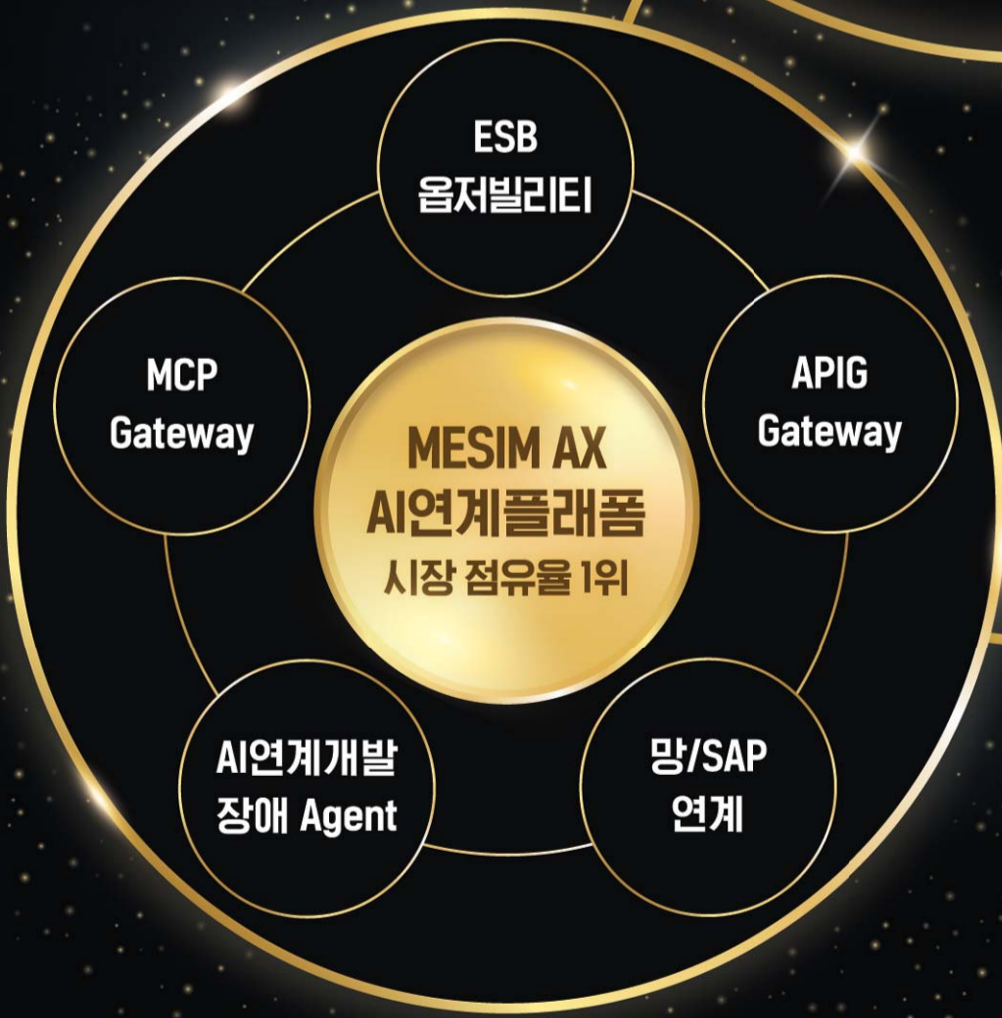 ESB
옵저빌리티
MCP
Gateway
APIG
Gateway
MESIM AX
AI연계플래폼
시장 점유율 1위
AI연계개발
장애 Agent
망/SAP
연계